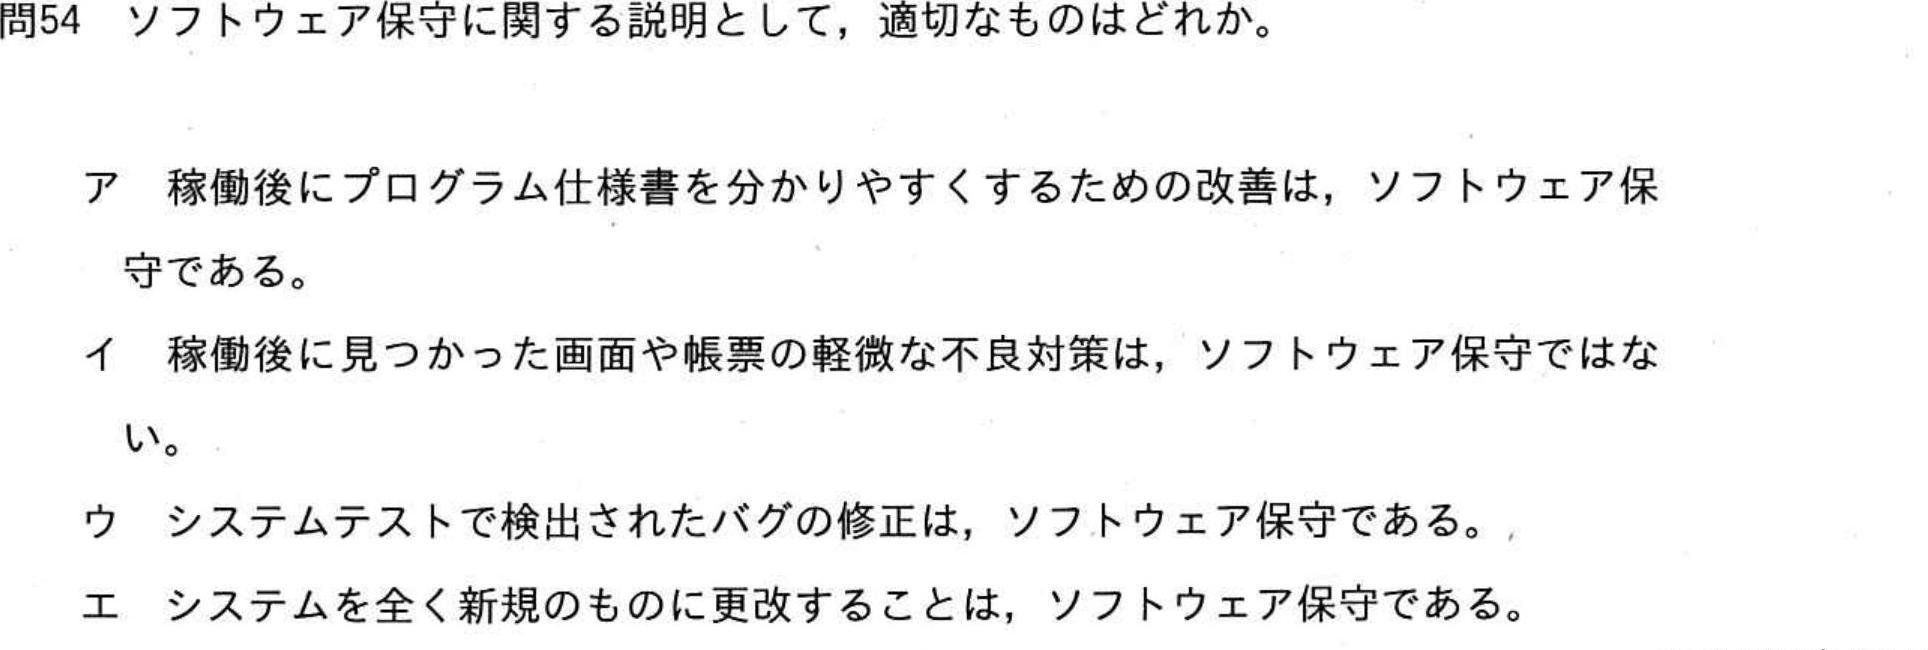 問54　ソフトウェア保守に関する説明として，適切なものはどれか。
ア　稼働後にプログラム仕様書を分かりやすくするための改善は，ソフトウェア保
守である。
イ　稼働後に見つかった画面や帳票の軽微な不良対策は，ソフトウェア保守ではな
い。
ウ　システムテストで検出されたバグの修正は，ソフトウェア保守である。
エ　システムを全く新規のものに更改することは，ソフトウェア保守である。